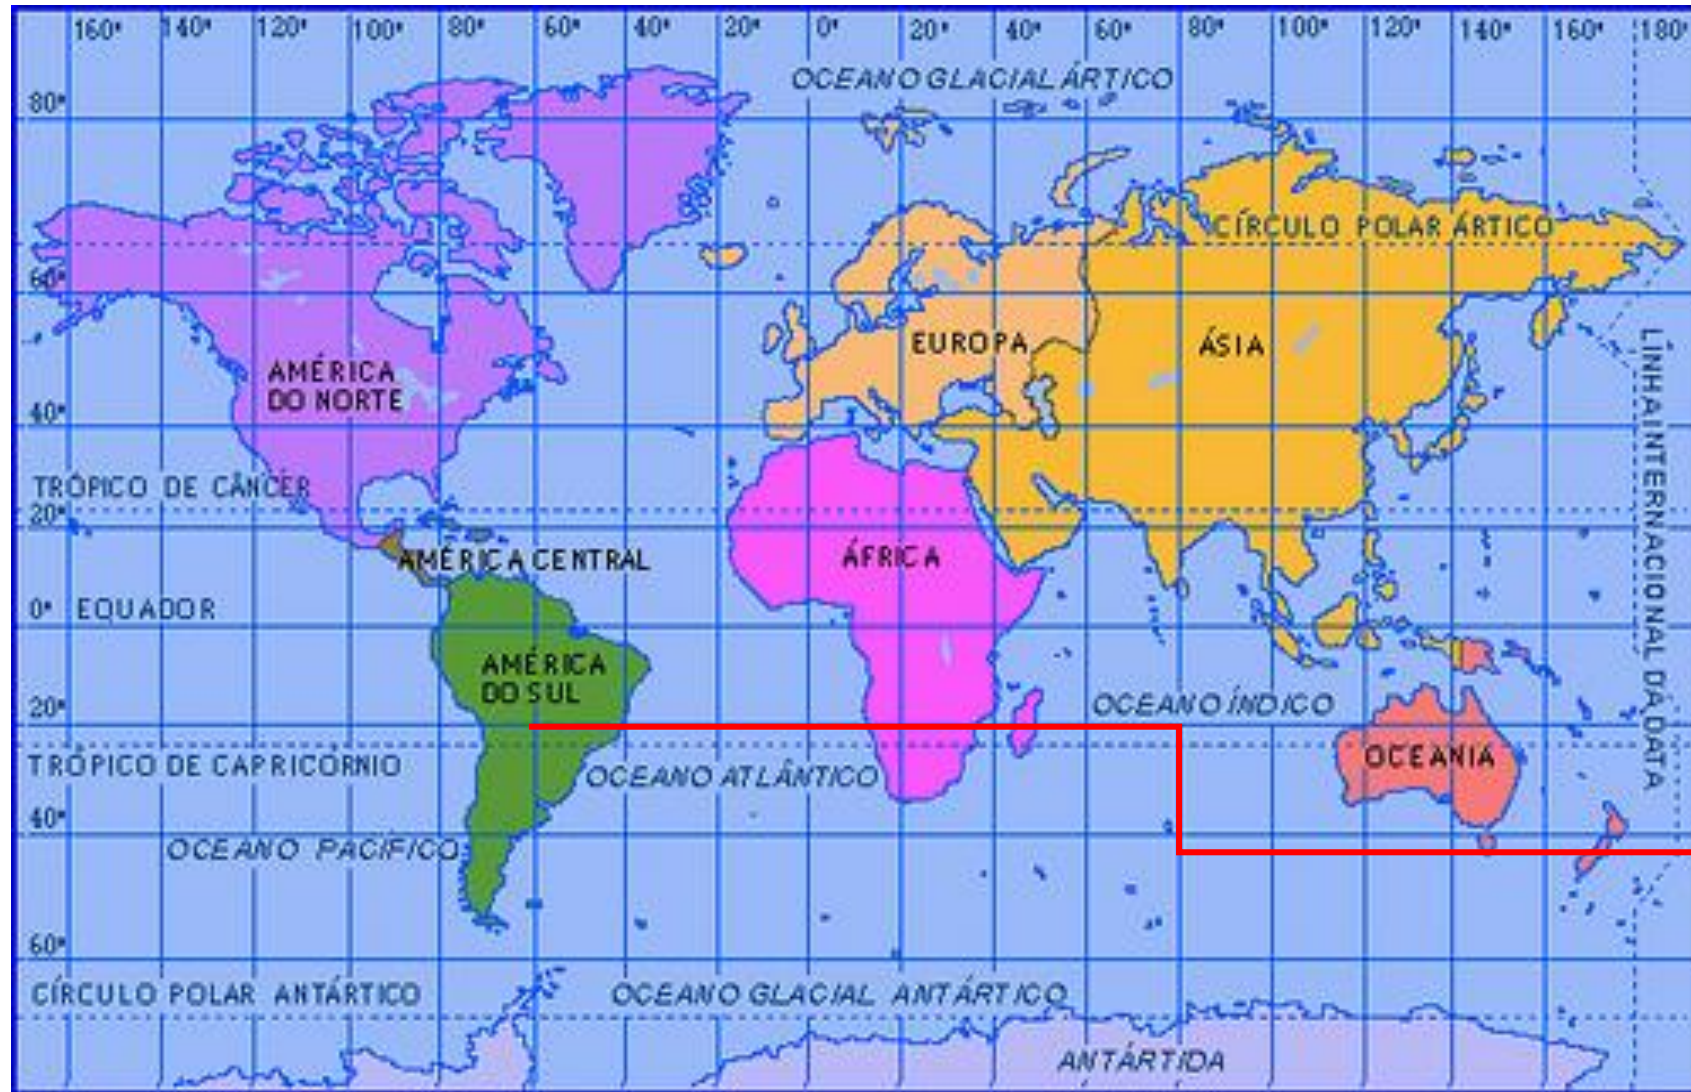 160° 140° 120° 100° 80° 60° 40° 20° 0° 20° 40° 60° 80° 100° 120° 140° 160° 180°
OCEANO GLACIAL ÁRTICO
80°
CÍRCULO POLAR ÁRTICO
60°
EUROPA
ÁSIA
LINHA INTERNACIONAL DA DATA
AMÉRICA
DO NORTE
40°
TRÓPICO DE CÂNCER
20°
AMÉRICA CENTRAL
ÁFRICA
0° EQUADOR
AMÉRICA
DO SUL
20°
OCEANO ÍNDICO
TRÓPICO DE CAPRICÓRNIO
OCEANO ATLÂNTICO
OCEANIA
40°
OCEANO PACÍFICO
60°
CÍRCULO POLAR ANTÁRTICO
OCEANO GLACIAL ANTÁRTICO
ANTÁRTIDA